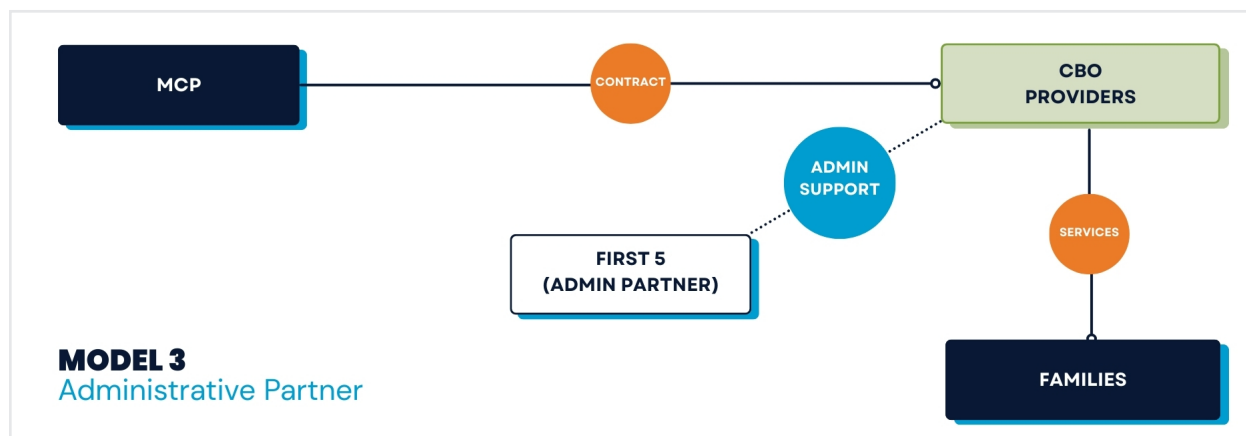 MCP
CONTRACT
CBO
PROVIDERS
ADMIN
SUPPORT
SERVICES
FIRST 5
(ADMIN PARTNER)
MODEL 3
Administrative Partner
FAMILIES